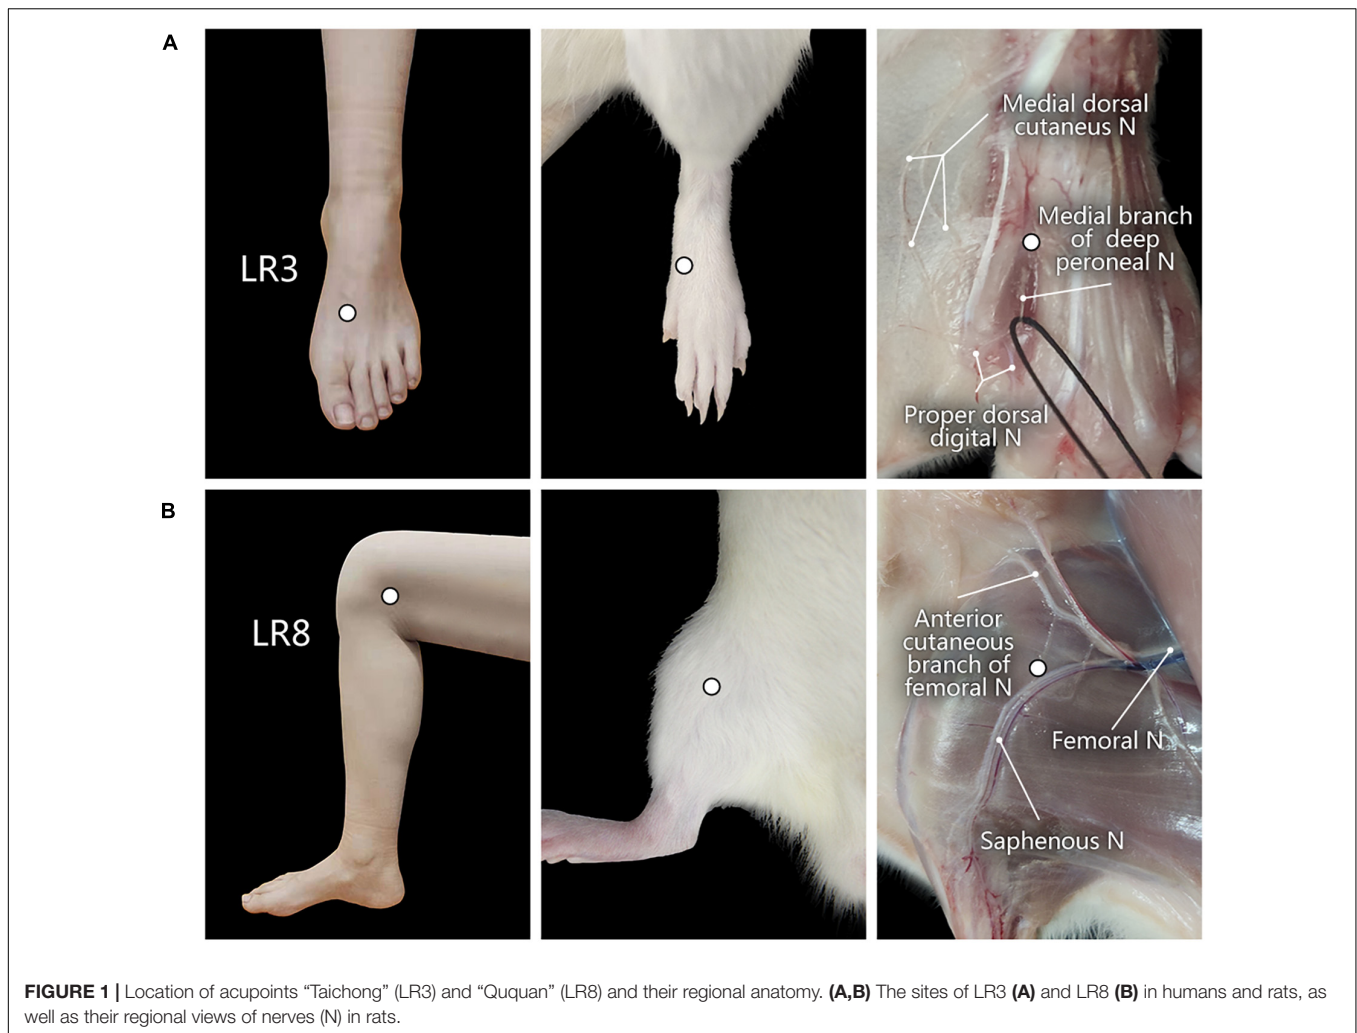 A
LR3
Medial dorsal
cutaneus N
Medial branch
of deep
peroneal N
Proper dorsal
digital N
B
LR8
Anterior
cutaneous
branch of
femoral N
Femoral N
Saphenous N
FIGURE 1 | Location of acupoints “Taichong” (LR3) and “Ququan” (LR8) and their regional anatomy. (A,B) The sites of LR3 (A) and LR8 (B) in humans and rats, as
well as their regional views of nerves (N) in rats.